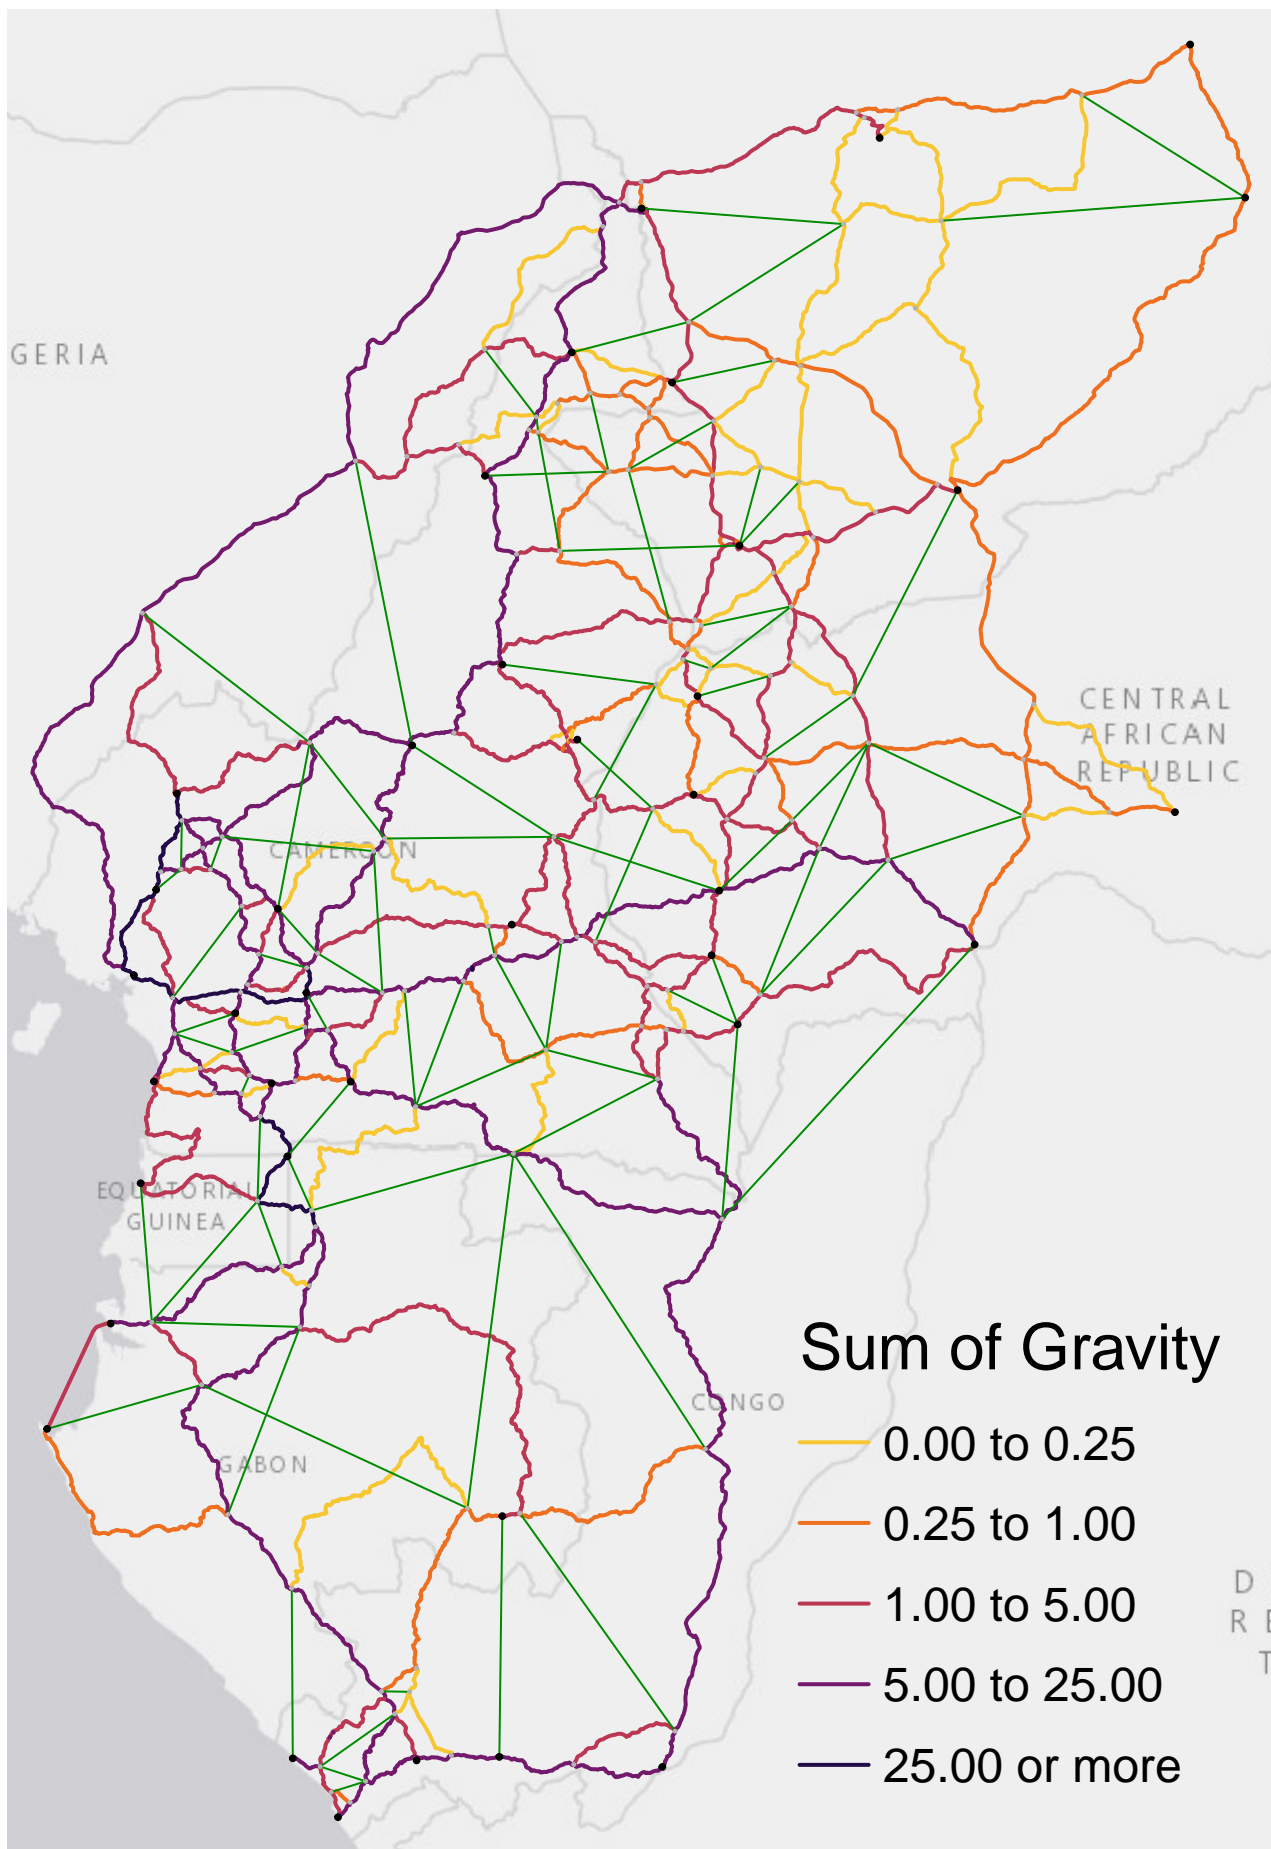 GERIA
CENTRAL
AFRICAN
REPUBLIC
CAMEROON
EQUATORIAL
GUINEA
Sum of Gravity
CONGO
0.00 to 0.25
GABON
0.25 to 1.00
D
1.00 to 5.00
R E
T
5.00 to 25.00
25.00 or more